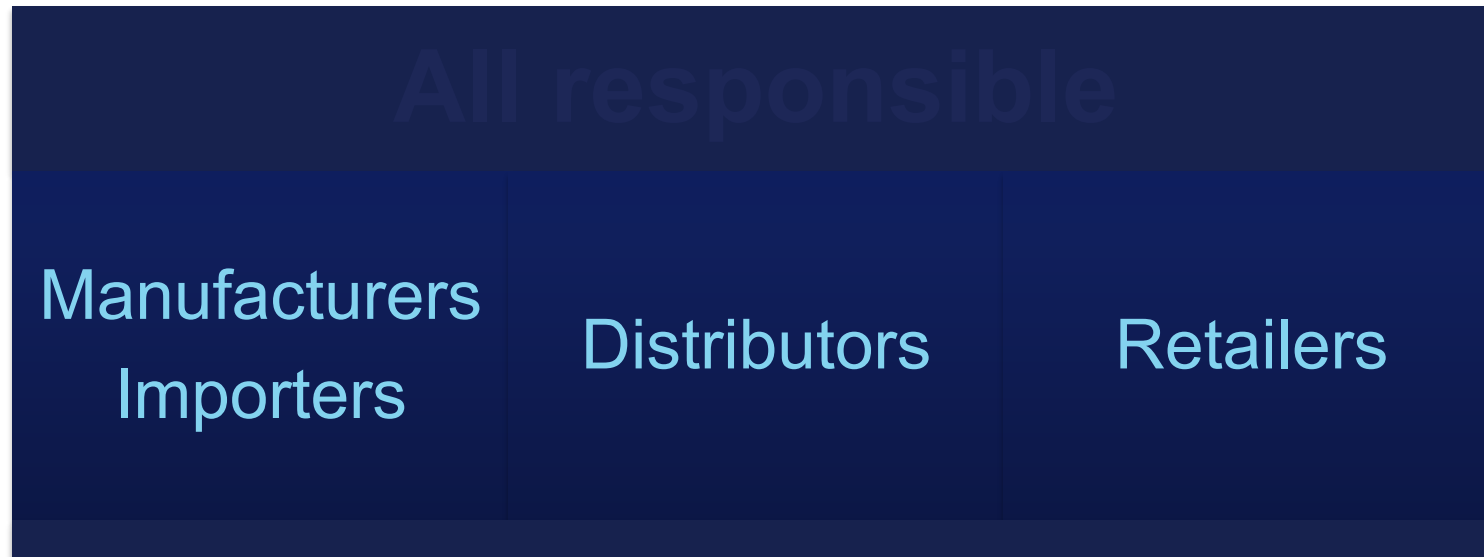 All responsible
Manufacturers
Importers
Distributors
Retailers